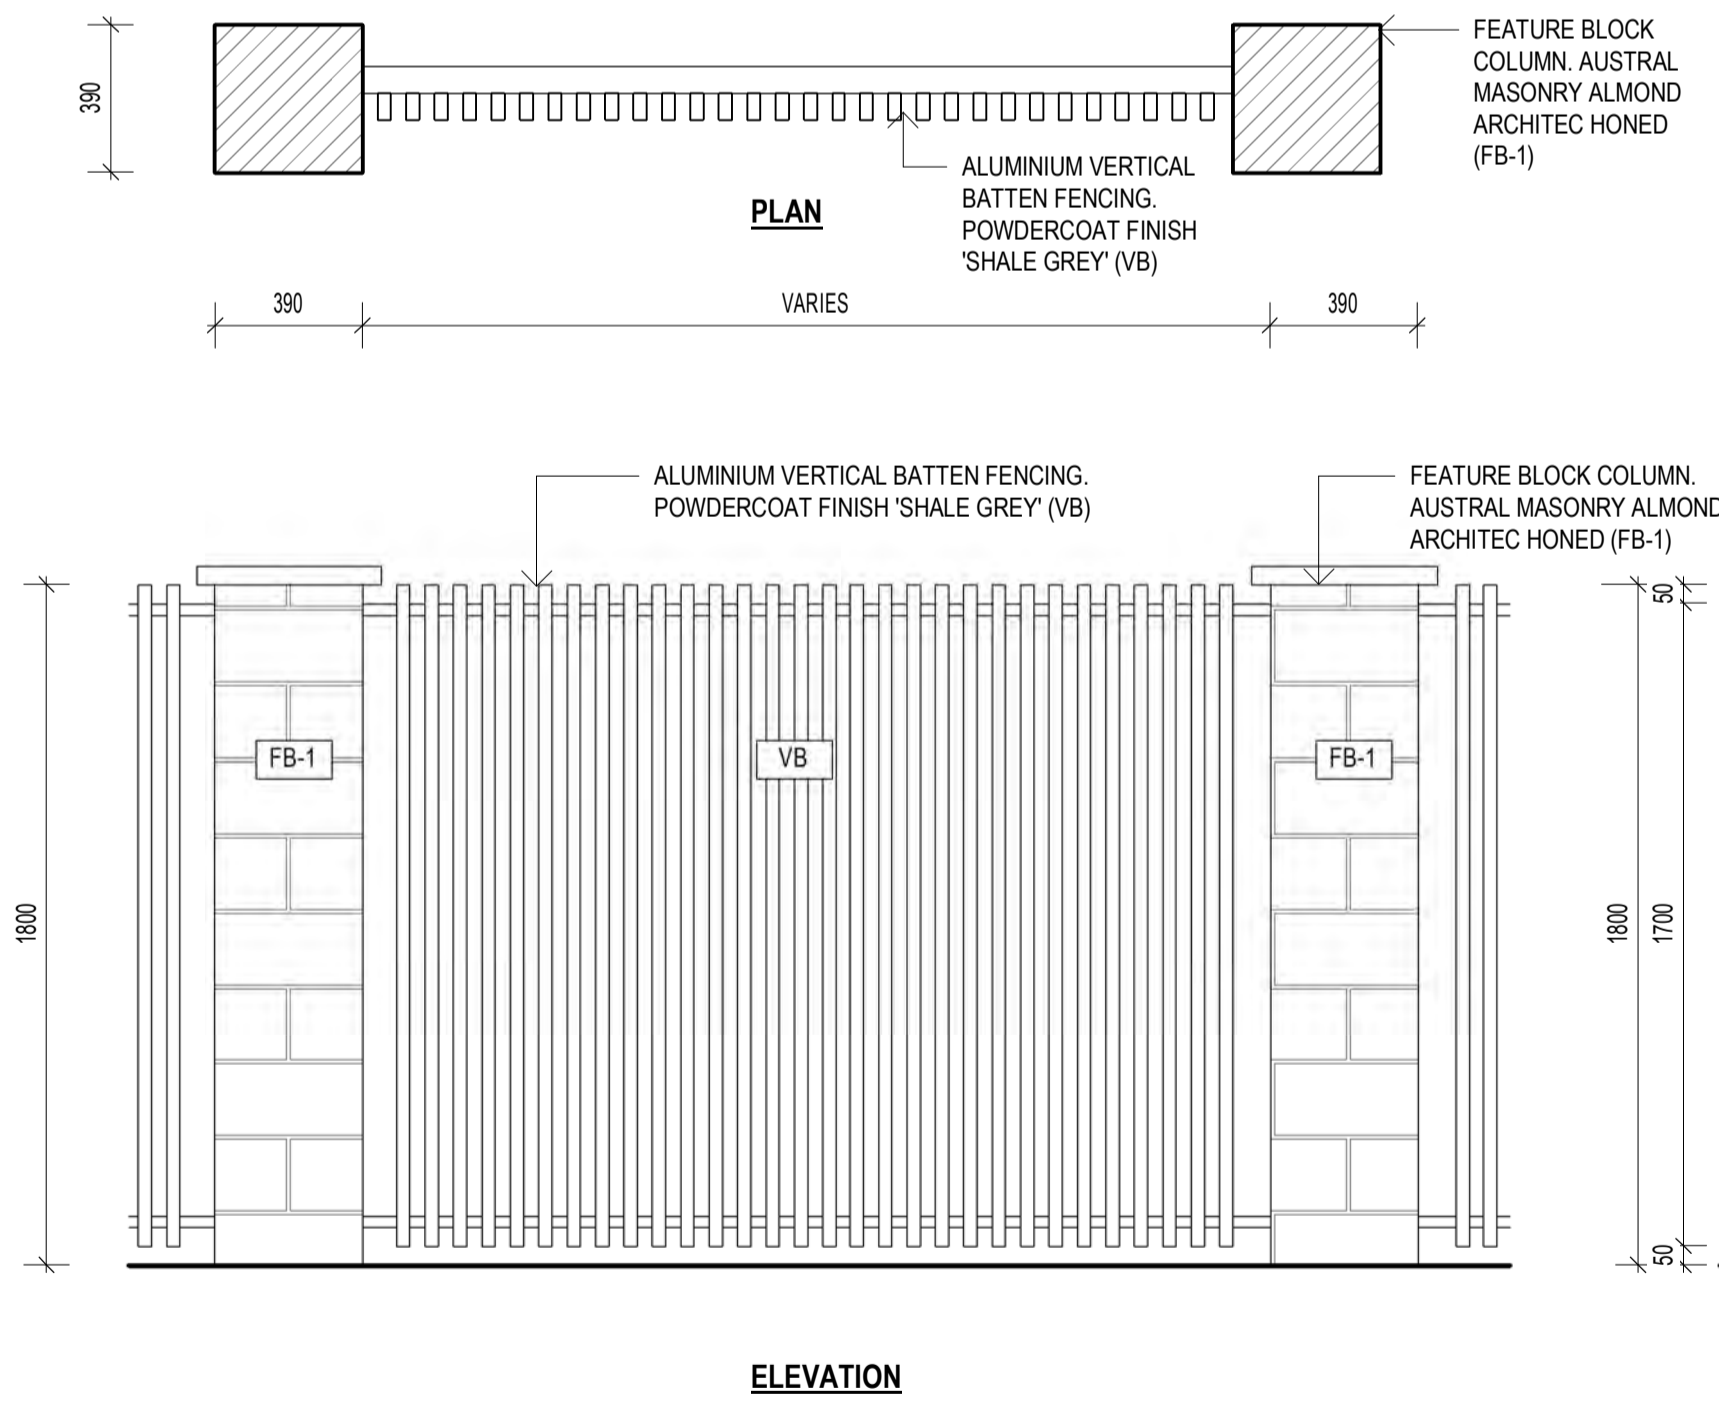 390
FEATURE BLOCK
COLUMN. AUSTRAL
MASONRY ALMOND
ARCHITEC HONED
(FB-1)
ALUMINIUM VERTICAL
BATTEN FENCING.
POWDERCOAT FINISH
'SHALE GREY' (VB)
PLAN
390
VARIES
390
ALUMINIUM VERTICAL BATTEN FENCING.
POWDERCOAT FINISH 'SHALE GREY' (VB)
FEATURE BLOCK COLUMN.
AUSTRAL MASONRY ALMOND
ARCHITEC HONED (FB-1)
50
FB-1
VB
FB-1
1800
1800
1700
50
ELEVATION